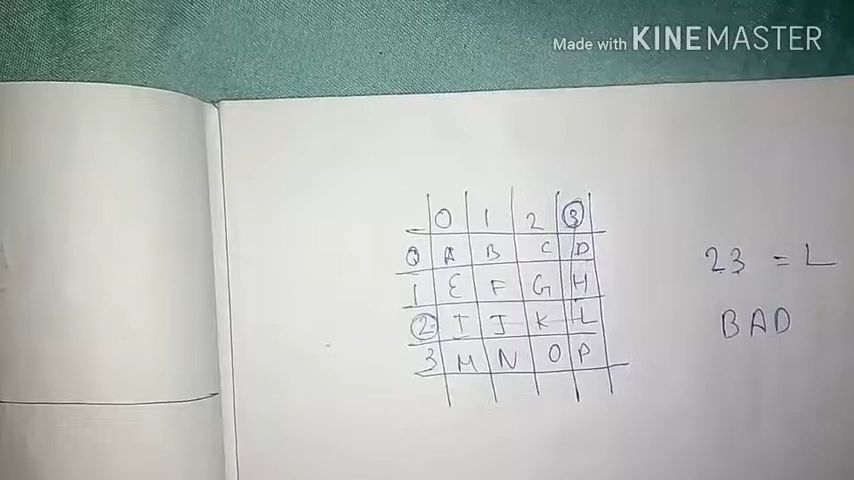 Made with KINEMASTER
0 1 2 3
0 A B C D
1 E F G H
2 I J K L
3 M N O P
23 = L
BAD